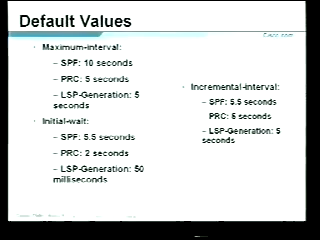 Default Values
Cisco.com
· Maximum-interval:
– SPF: 10 seconds
– PRC: 5 seconds
– LSP-Generation: 5
seconds
· Initial-wait:
– SPF: 5.5 seconds
– PRC: 2 seconds
– LSP-Generation: 50
milliseconds
· Incremental-interval:
– SPF: 5.5 seconds
PRC: 5 seconds
– LSP-Generation: 5
seconds